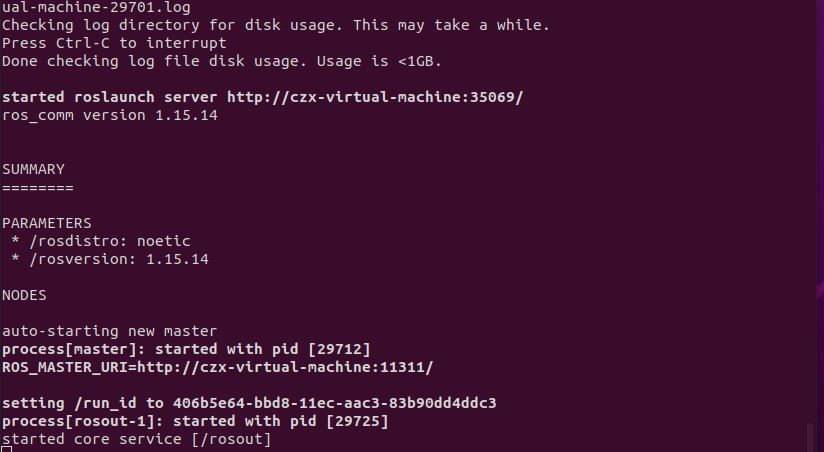 ual-machine-29701.log
Checking log directory for disk usage. This may take a while.
Press Ctrl-C to interrupt
Done checking log file disk usage. Usage is <1GB.
started roslaunch server http://czx-virtual-machine:35069/
ros_comm version 1.15.14
SUMMARY
========
PARAMETERS
 * /rosdistro: noetic
 * /rosversion: 1.15.14
NODES
auto-starting new master
process[master]: started with pid [29712]
ROS_MASTER_URI=http://czx-virtual-machine:11311/
setting /run_id to 406b5e64-bbd8-11ec-aac3-83b90dd4ddc3
process[rosout-1]: started with pid [29725]
started core service [/rosout]